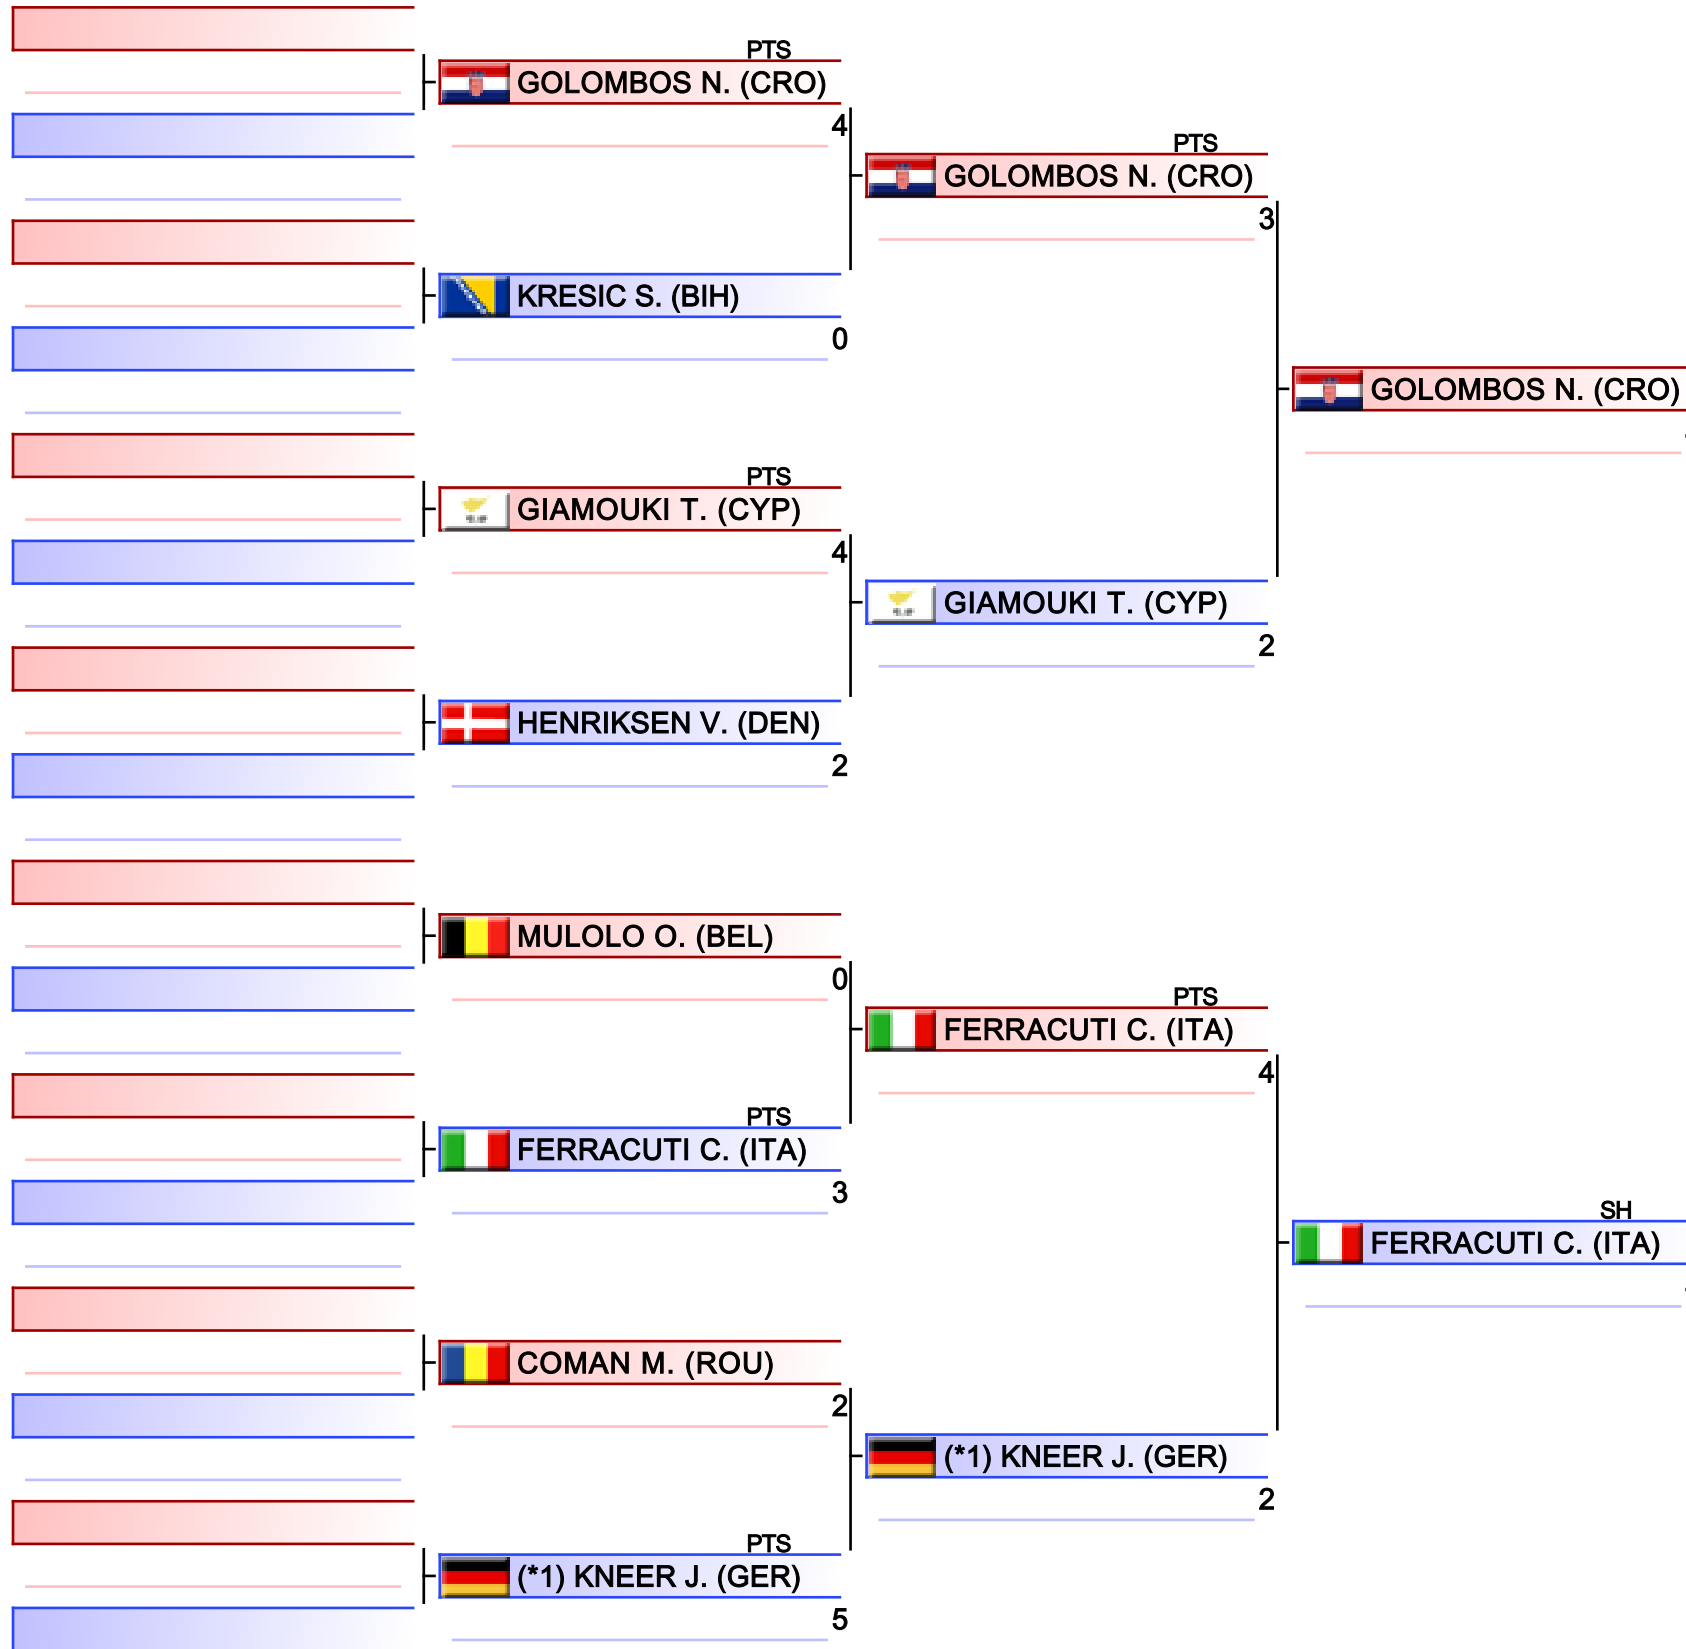 PTS
GOLOMBOS N. (CRO)
4
KRESIC S. (BIH)
0
PTS
GIAMOUKI T. (CYP)
4
HENRIKSEN V. (DEN)
2
MULOLO O. (BEL)
0
PTS
FERRACUTI C. (ITA)
3
COMAN M. (ROU)
2
PTS
(*1) KNEER J. (GER)
5
PTS
GOLOMBOS N. (CRO)
3
GIAMOUKI T. (CYP)
2
PTS
FERRACUTI C. (ITA)
4
(*1) KNEER J. (GER)
2
GOLOMBOS N. (CRO)
SH
FERRACUTI C. (ITA)